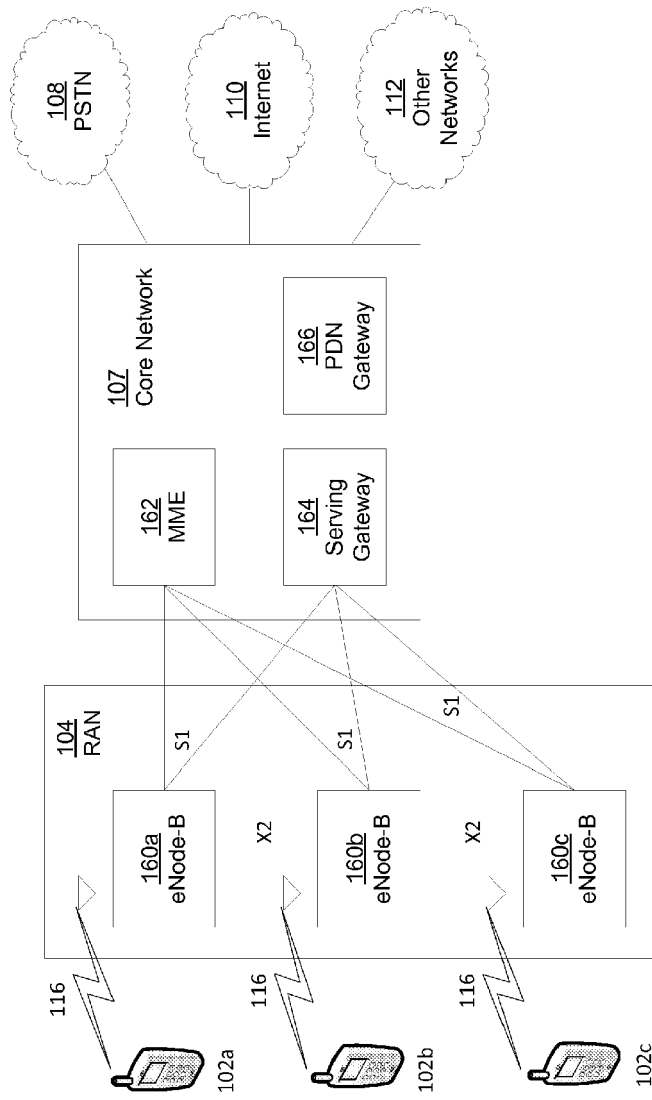 108
PSTN
110
Internet
112
Other
Networks
107
Core Network
162
MME
164
Serving
Gateway
166
PDN
Gateway
104
RAN
S1
S1
S1
160a
eNode-B
X2
160b
eNode-B
X2
160c
eNode-B
116
116
116
102a
102b
102c